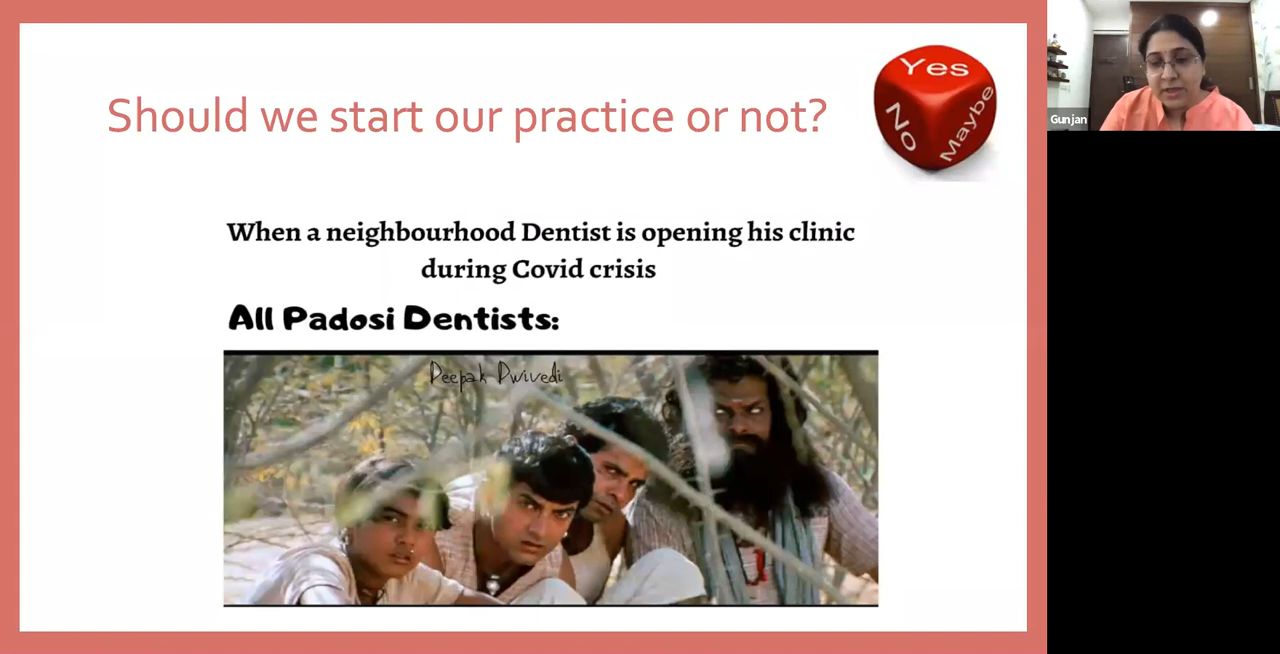 Should we start our practice or not?
Yes
No
Maybe
When a neighbourhood Dentist is opening his clinic
during Covid crisis
All Padosi Dentists:
Deepak Dwivedi
Gunjan